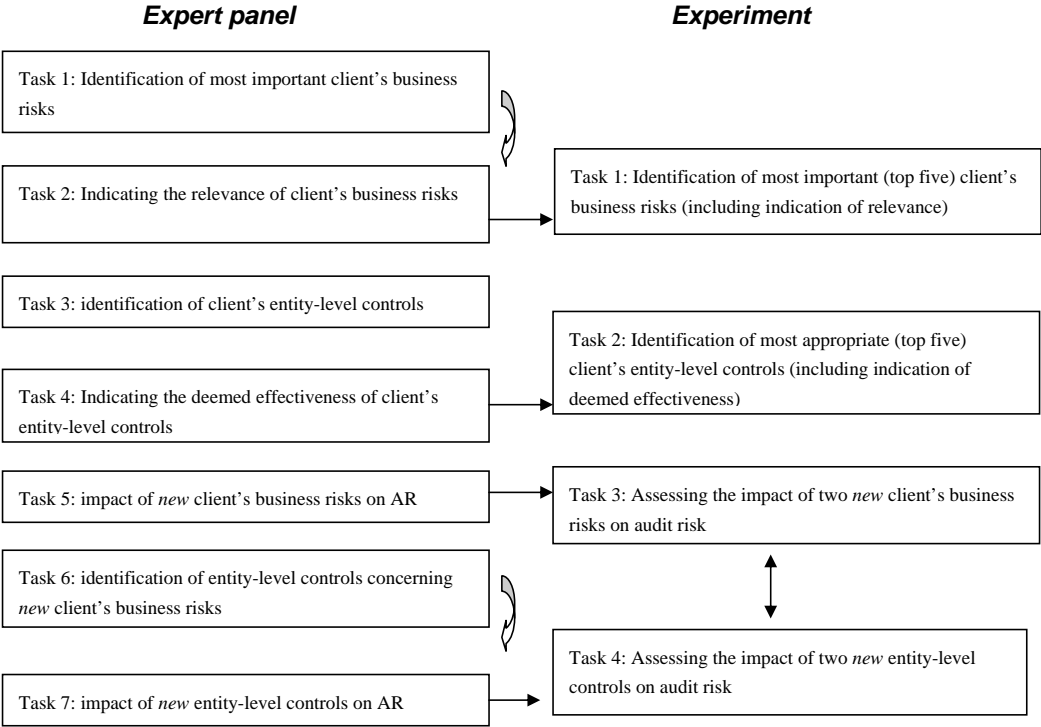 Expert panel
Experiment
Task 1: Identification of most important client's business
risks
Task 2: Indicating the relevance of client's business risks
Task 1: Identification of most important (top five) client's
business risks (including indication of relevance)
Task 3: identification of client's entity-level controls
Task 2: Identification of most appropriate (top five)
client's entity-level controls (including indication of
deemed effectiveness)
Task 4: Indicating the deemed effectiveness of client's
entity-level controls
Task 5: impact of new client's business risks on AR
Task 3: Assessing the impact of two new client's business
risks on audit risk
Task 6: identification of entity-level controls concerning
new client's business risks
Task 4: Assessing the impact of two new entity-level
controls on audit risk
Task 7: impact of new entity-level controls on AR